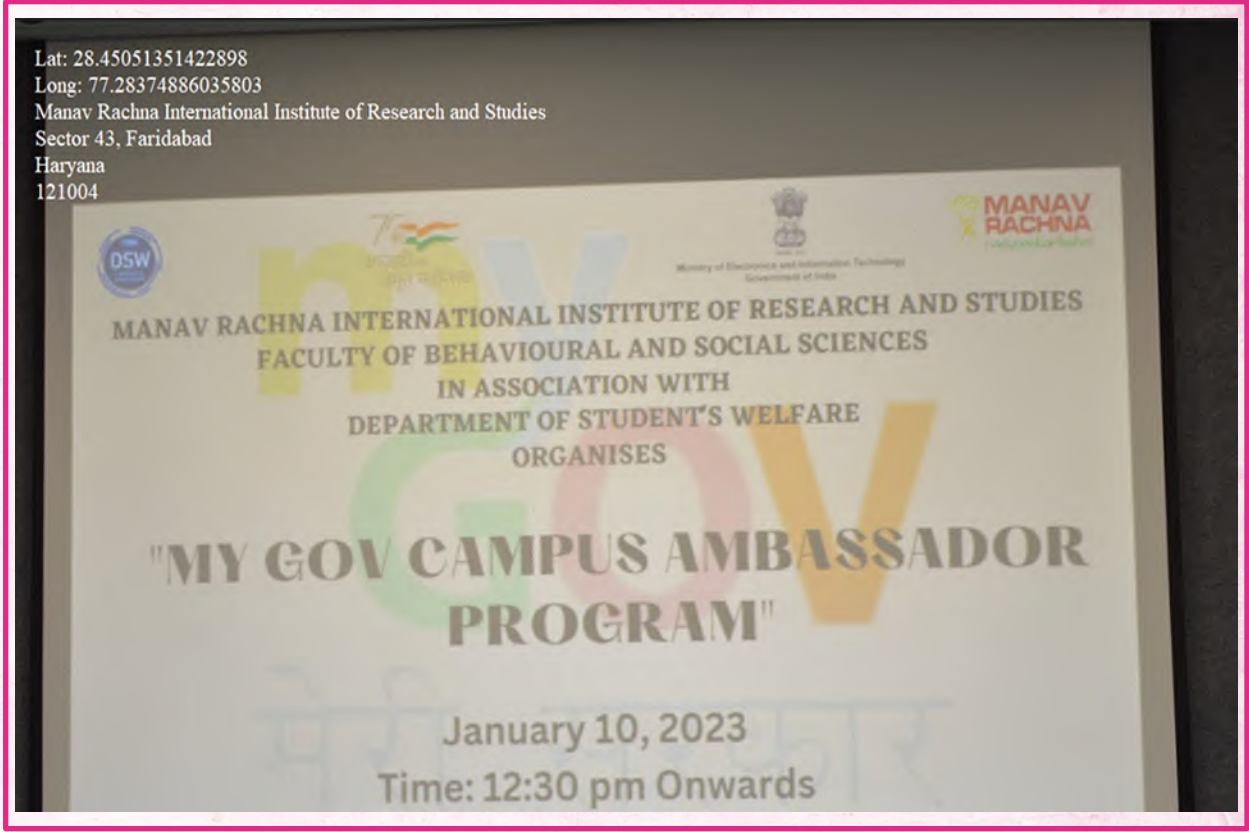 Lat: 28.45051351422898
Long: 77.28374886035803
Manav Rachna International Institute of Research and Studies
Sector 43, Faridabad
Haryana
121004
DSW
Ministry of Electronics and Information Technology
Government of India
MANAV
RACHNA
MANAV RACHNA INTERNATIONAL INSTITUTE OF RESEARCH AND STUDIES
FACULTY OF BEHAVIOURAL AND SOCIAL SCIENCES
IN ASSOCIATION WITH
DEPARTMENT OF STUDENT'S WELFARE
ORGANISES
my
GOV
"MY GOV CAMPUS AMBASSADOR
PROGRAM"
मेरी सरकार
January 10, 2023
Time: 12:30 pm Onwards